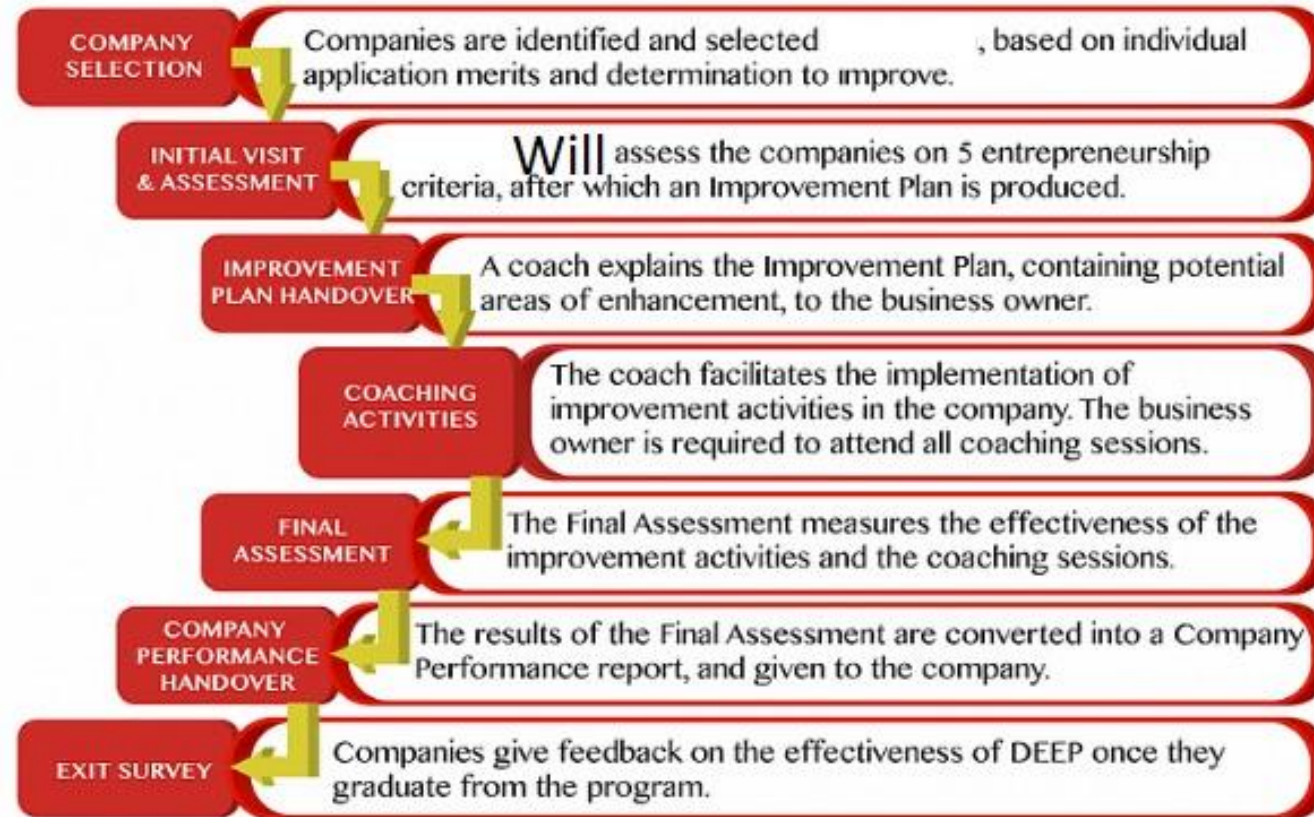 COMPANY
SELECTION
Companies are identified and selected , based on individual
application merits and determination to improve.
INITIAL VISIT
& ASSESSMENT
Will assess the companies on 5 entrepreneurship
criteria, after which an Improvement Plan is produced.
IMPROVEMENT
PLAN HANDOVER
A coach explains the Improvement Plan, containing potential
areas of enhancement, to the business owner.
COACHING
ACTIVITIES
The coach facilitates the implementation of
improvement activities in the company. The business
owner is required to attend all coaching sessions.
FINAL
ASSESSMENT
The Final Assessment measures the effectiveness of the
improvement activities and the coaching sessions.
COMPANY
PERFORMANCE
HANDOVER
The results of the Final Assessment are converted into a Company
Performance report, and given to the company.
EXIT SURVEY
Companies give feedback on the effectiveness of DEEP once they
graduate from the program.